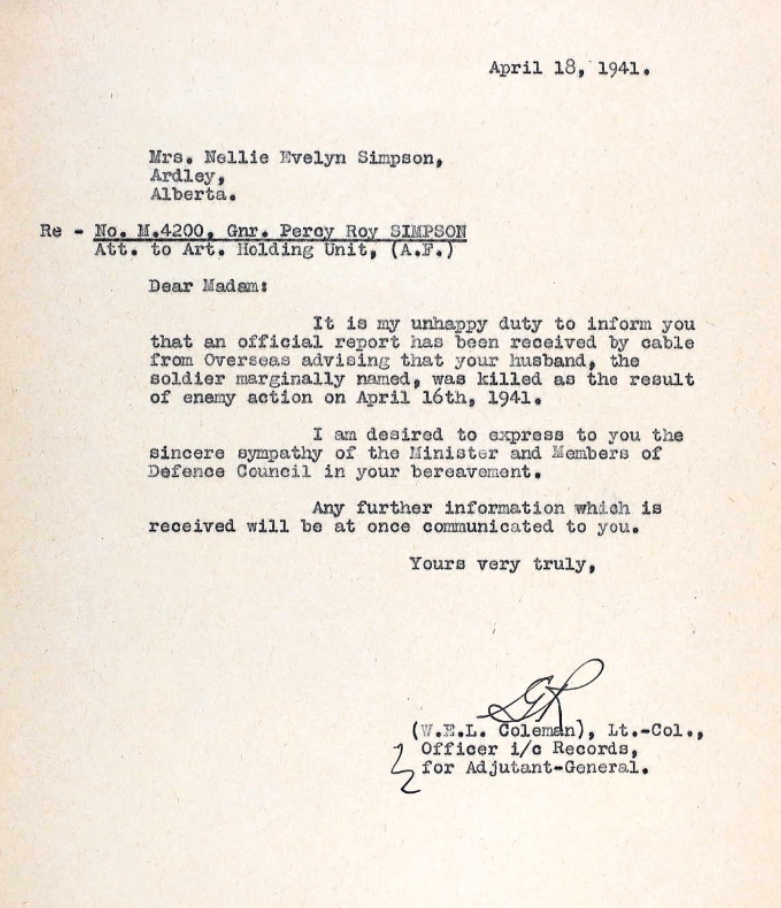 April 18, 1941.
Mrs. Nellie Evelyn Simpson,
Ardley,
Alberta.
Re - No. M.4200, Gnr. Percy Roy SIMPSON
Att. to Art. Holding Unit, (A.F.)
Dear Madam:
It is my unhappy duty to inform you
that an official report has been received by cable
from Overseas advising that your husband, the
soldier marginally named, was killed as the result
of enemy action on April 16th, 1941.
I am desired to express to you the
sincere sympathy of the Minister and Members of
Defence Council in your bereavement.
Any further information which is
received will be at once communicated to you.
Yours very truly,
(W.E.L. Coleman), Lt.-Col.,
Officer i/c Records,
for Adjutant-General.